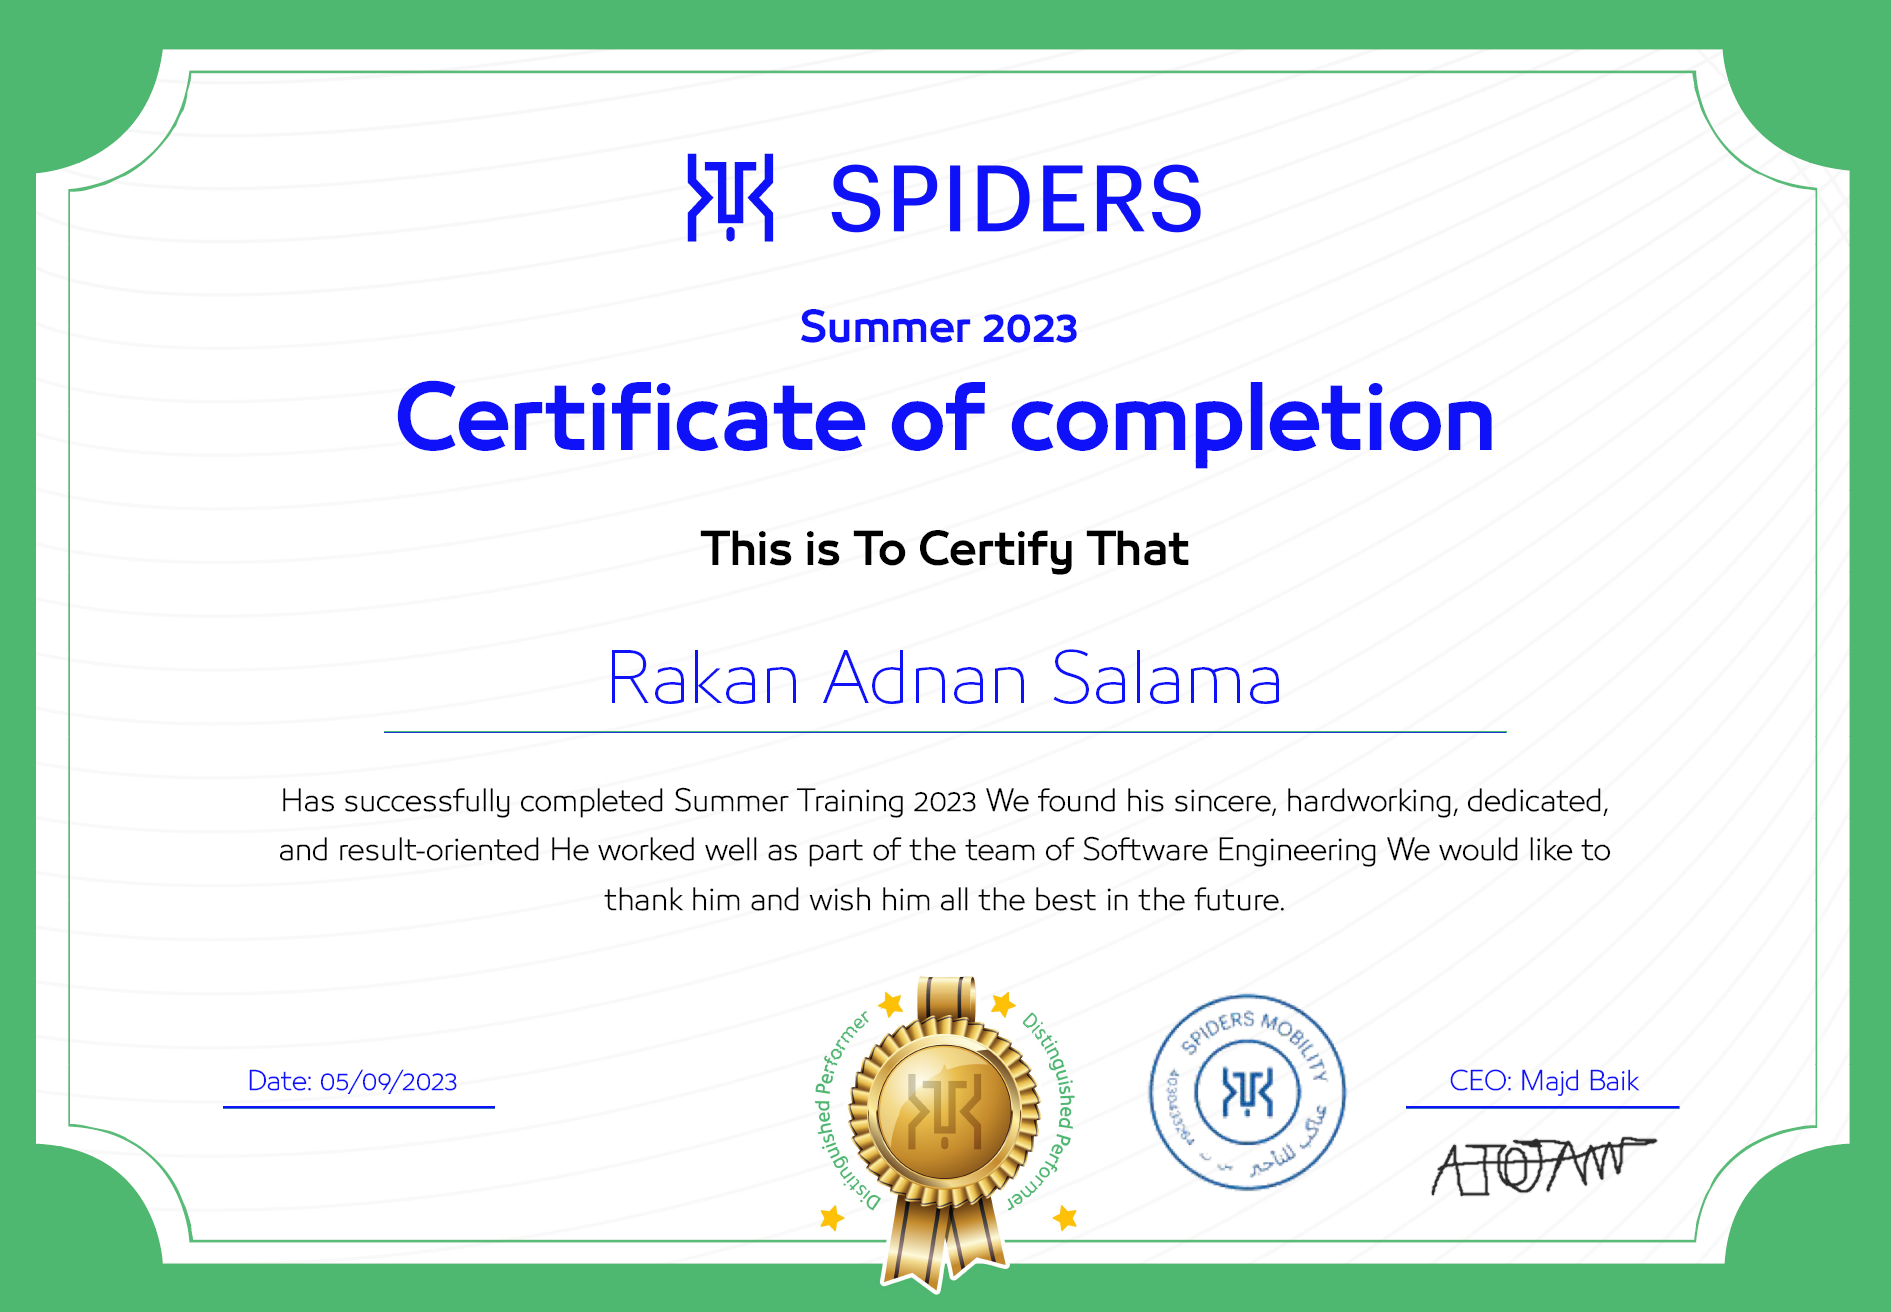 SPIDERS
Summer 2023
Certificate of completion
This is To Certify That
Rakan Adnan Salama
Has successfully completed Summer Training 2023 We found his sincere, hardworking, dedicated,
and result-oriented He worked well as part of the team of Software Engineering We would like to
thank him and wish him all the best in the future.
Date: 05/09/2023
Distinguished Performer
Distinguished Performer
SPIDERS MOBILITY
عناكب للتأجير
س ت
4030433264
CEO: Majd Baik